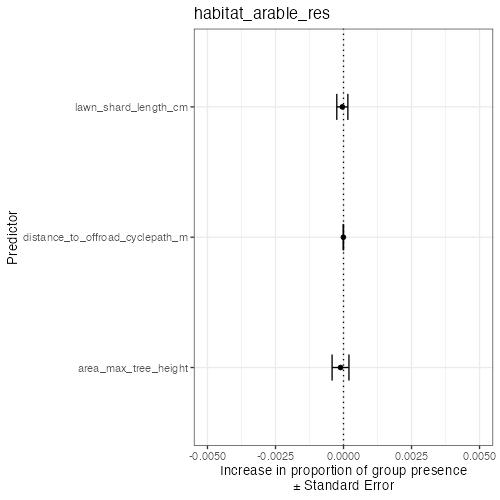 habitat_arable_res
Predictor
lawn_shard_length_cm
distance_to_offroad_cyclepath_m
area_max_tree_height
-0.0050 -0.0025 0.0000 0.0025 0.0050
Increase in proportion of group presence
± Standard Error